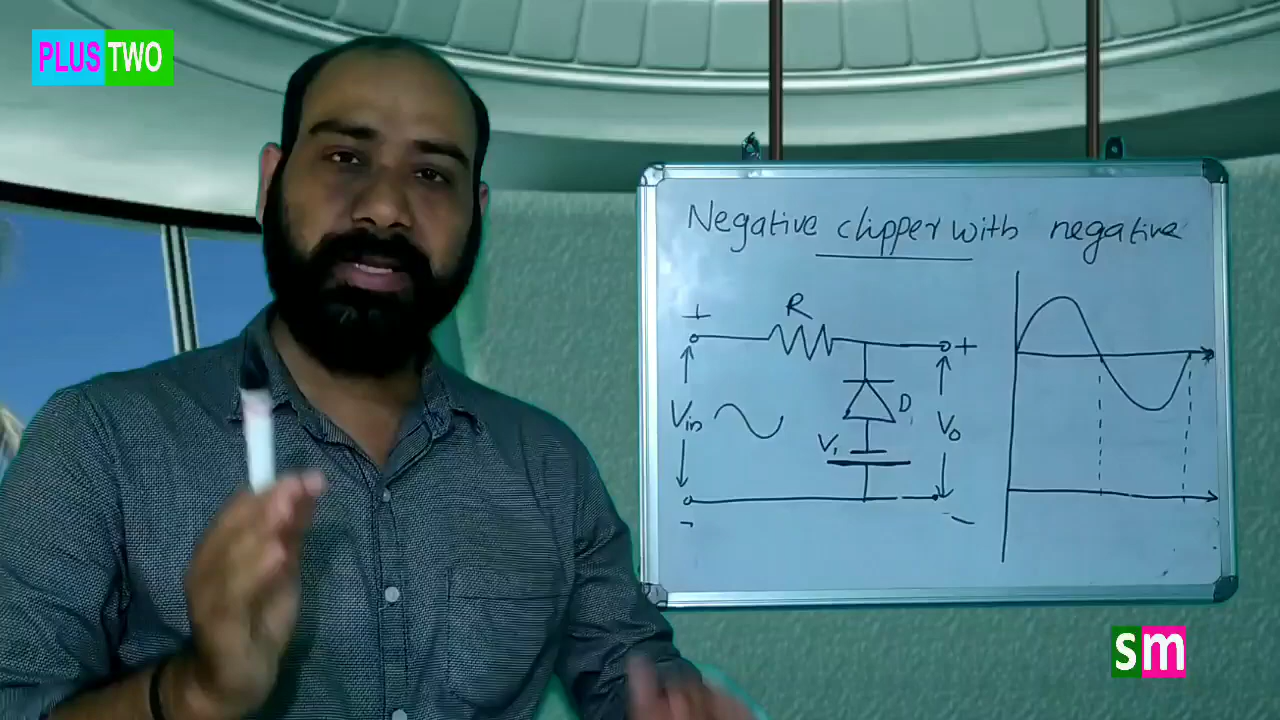 PLUS TWO
Negative clipper with negative
+
R
+
D
Vin
V1
Vo
-
-
sm